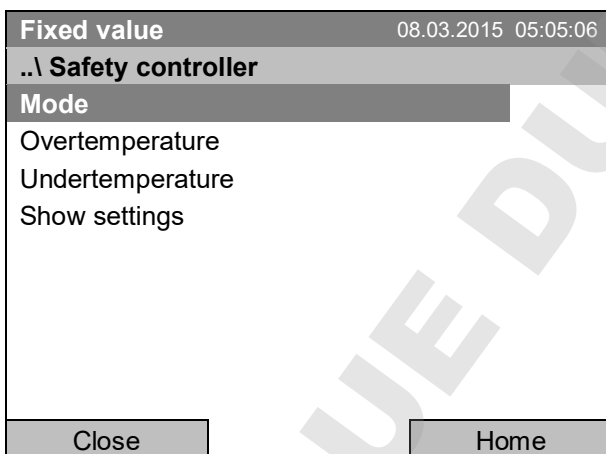 Fixed value 08.03.2015 05:05:06
..\ Safety controller
Mode
Overtemperature
Undertemperature
Show settings
Close Home